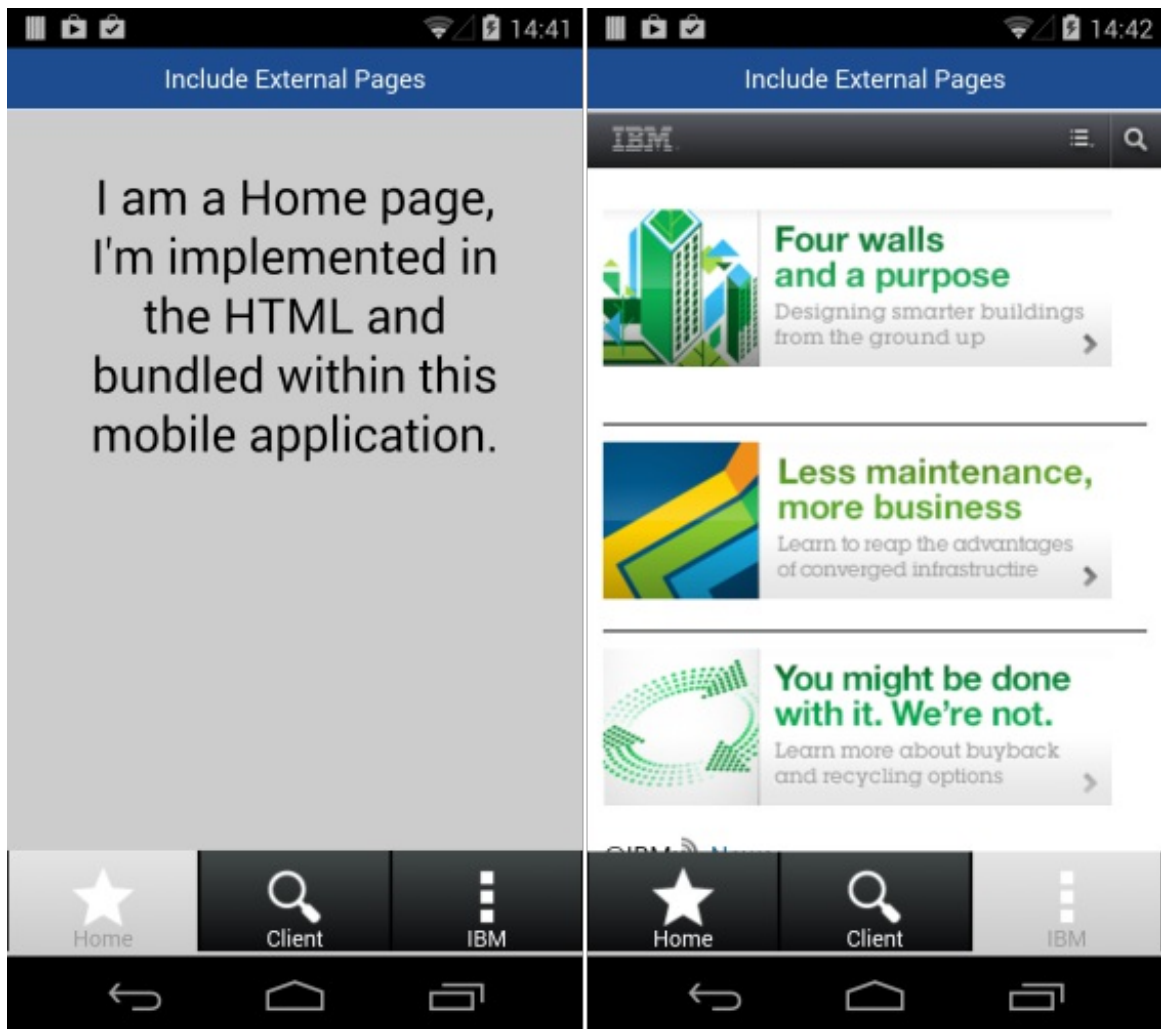 14:41
Include External Pages
I am a Home page,
I'm implemented in
the HTML and
bundled within this
mobile application.
Home
Client
IBM
14:42
Include External Pages
IBM
Four walls
and a purpose
Designing smarter buildings
from the ground up
Less maintenance,
more business
Learn to reap the advantages
of converged infrastructire
You might be done
with it. We're not.
Learn more about buyback
and recycling options
Home
Client
IBM